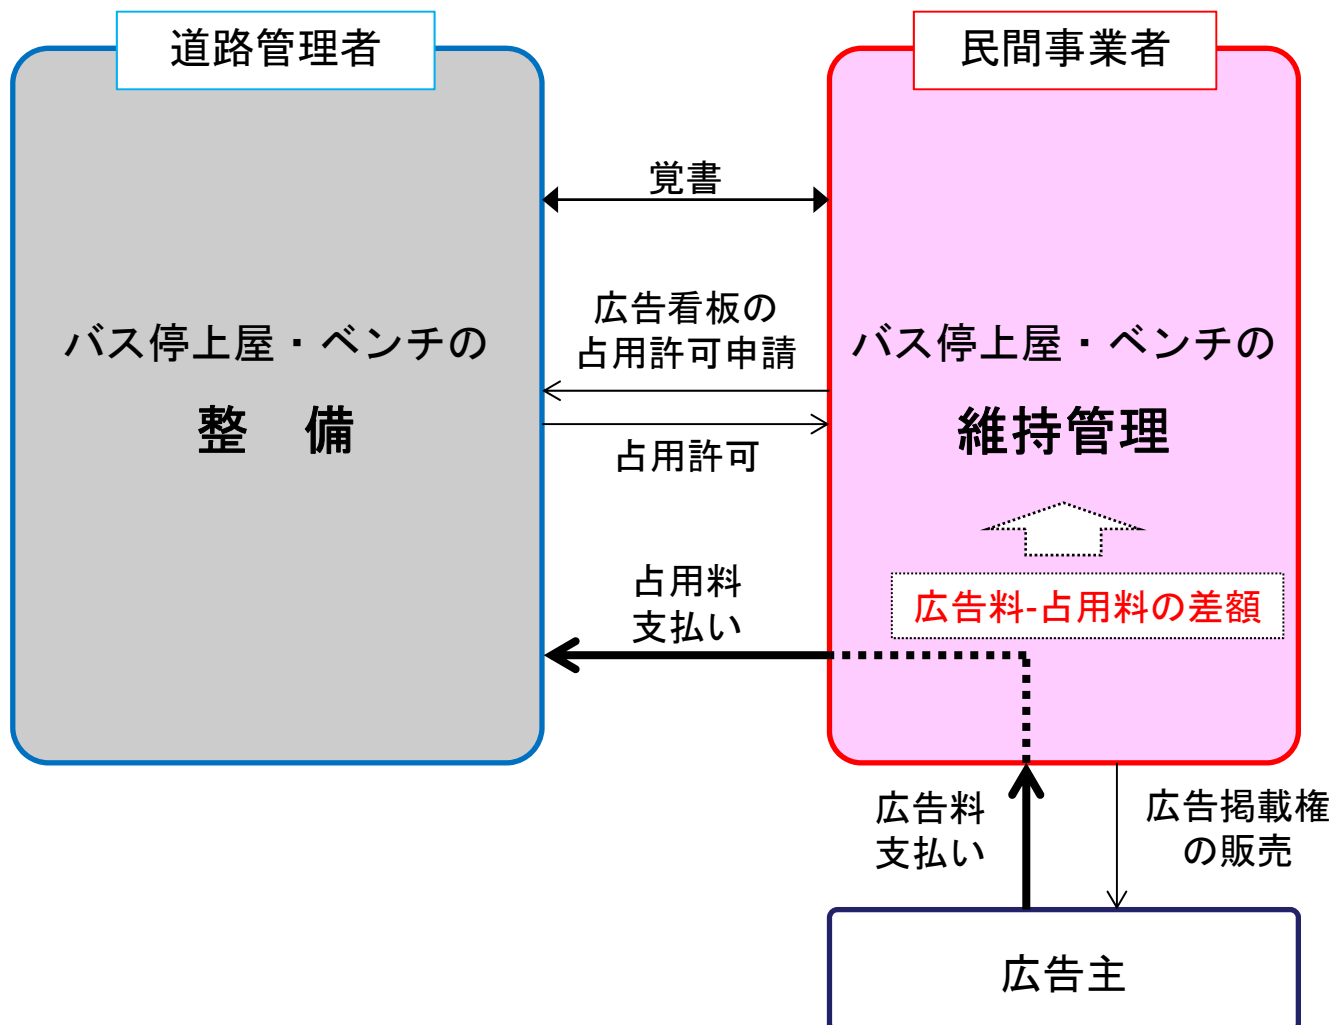 道路管理者
民間事業者
覚書
広告看板の
占用許可申請
バス停上屋・ベンチの
整　備
バス停上屋・ベンチの
維持管理
占用許可
占用料
支払い
広告料-占用料の差額
広告料
支払い
広告掲載権
の販売
広告主